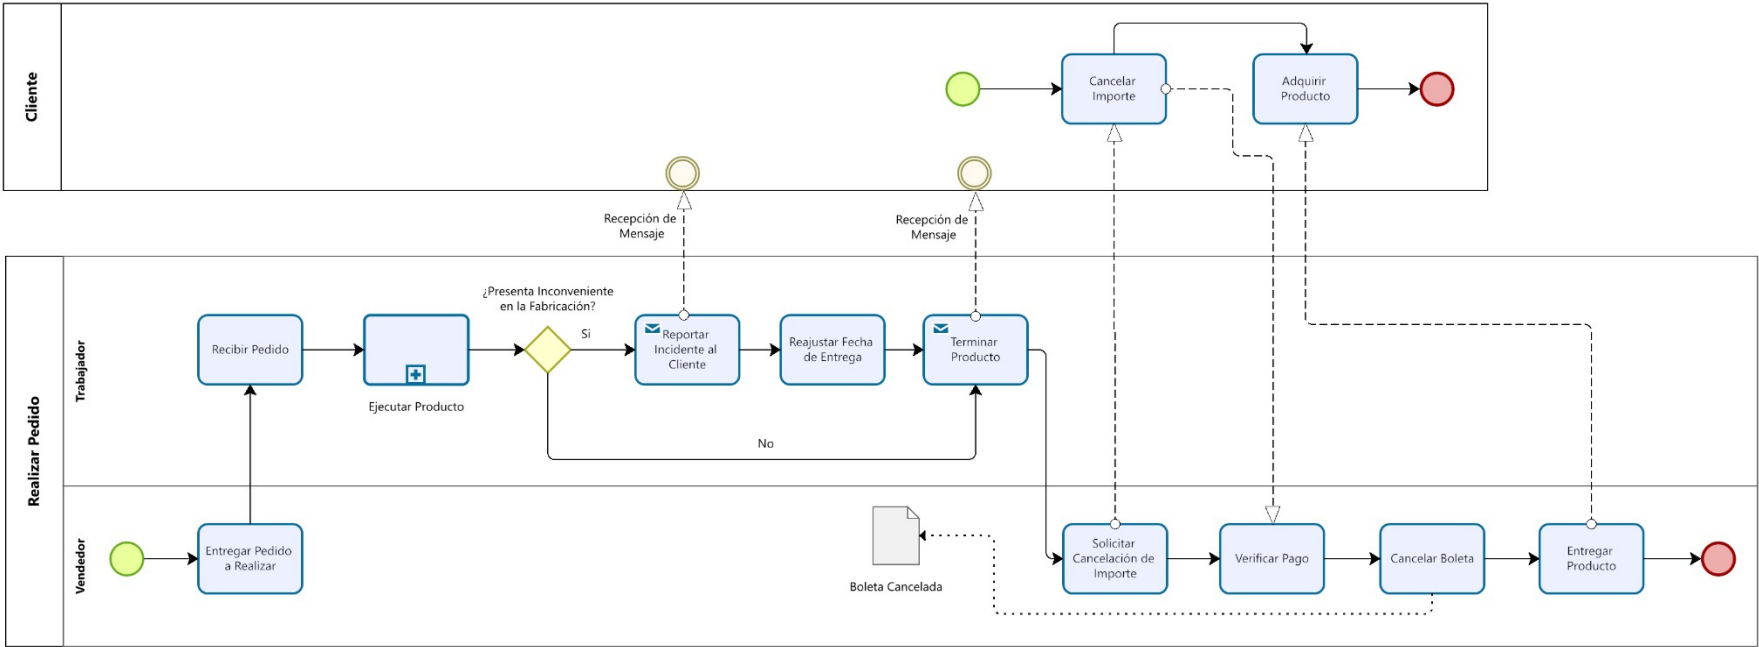 Cliente
Cancelar
Importe
Adquirir
Producto
Recepción de
Mensaje
Recepción de
Mensaje
Realizar Pedido
Trabajador
Recibir Pedido
Ejecutar Producto
¿Presenta Inconveniente
en la Fabricación?
Si
No
Reportar
Incidente al
Cliente
Reajustar Fecha
de Entrega
Terminar
Producto
Vendedor
Entregar Pedido
a Realizar
Boleta Cancelada
Solicitar
Cancelación de
Importe
Verificar Pago
Cancelar Boleta
Entregar
Producto